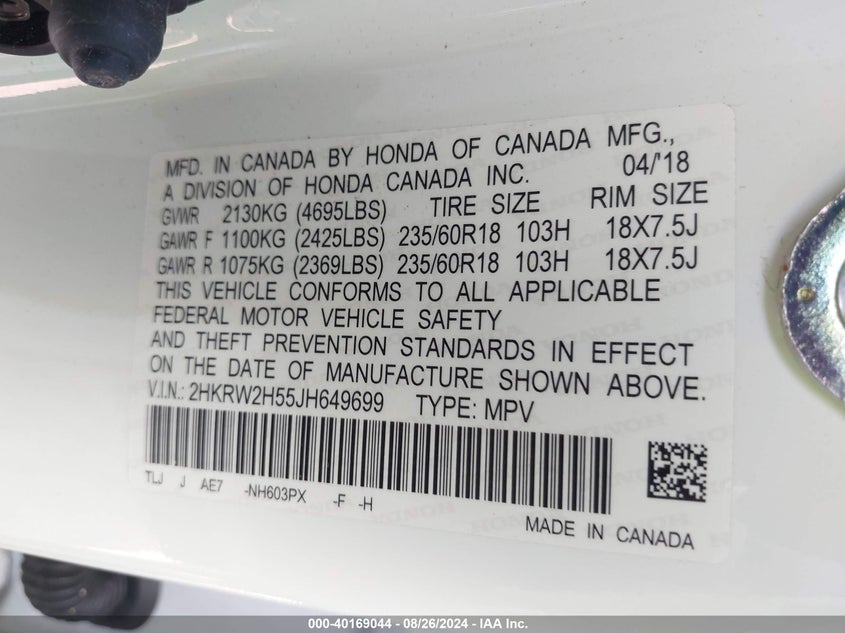 MFD. IN CANADA BY HONDA OF CANADA MFG.,
A DIVISION OF HONDA CANADA INC. 04/'18
GVWR 2130KG (4695LBS) TIRE SIZE RIM SIZE
GAWR F 1100KG (2425LBS) 235/60R18 103H 18X7.5J
GAWR R 1075KG (2369LBS) 235/60R18 103H 18X7.5J
THIS VEHICLE CONFORMS TO ALL APPLICABLE
FEDERAL MOTOR VEHICLE SAFETY
AND THEFT PREVENTION STANDARDS IN EFFECT
ON THE DATE OF MANUFACTURE SHOWN ABOVE.
V.I.N.: 2HKRW2H55JH649699 TYPE: MPV
TLJ J AE7 -NH603PX -F -H
MADE IN CANADA
000-40169044 - 08/26/2024 - IAA Inc.